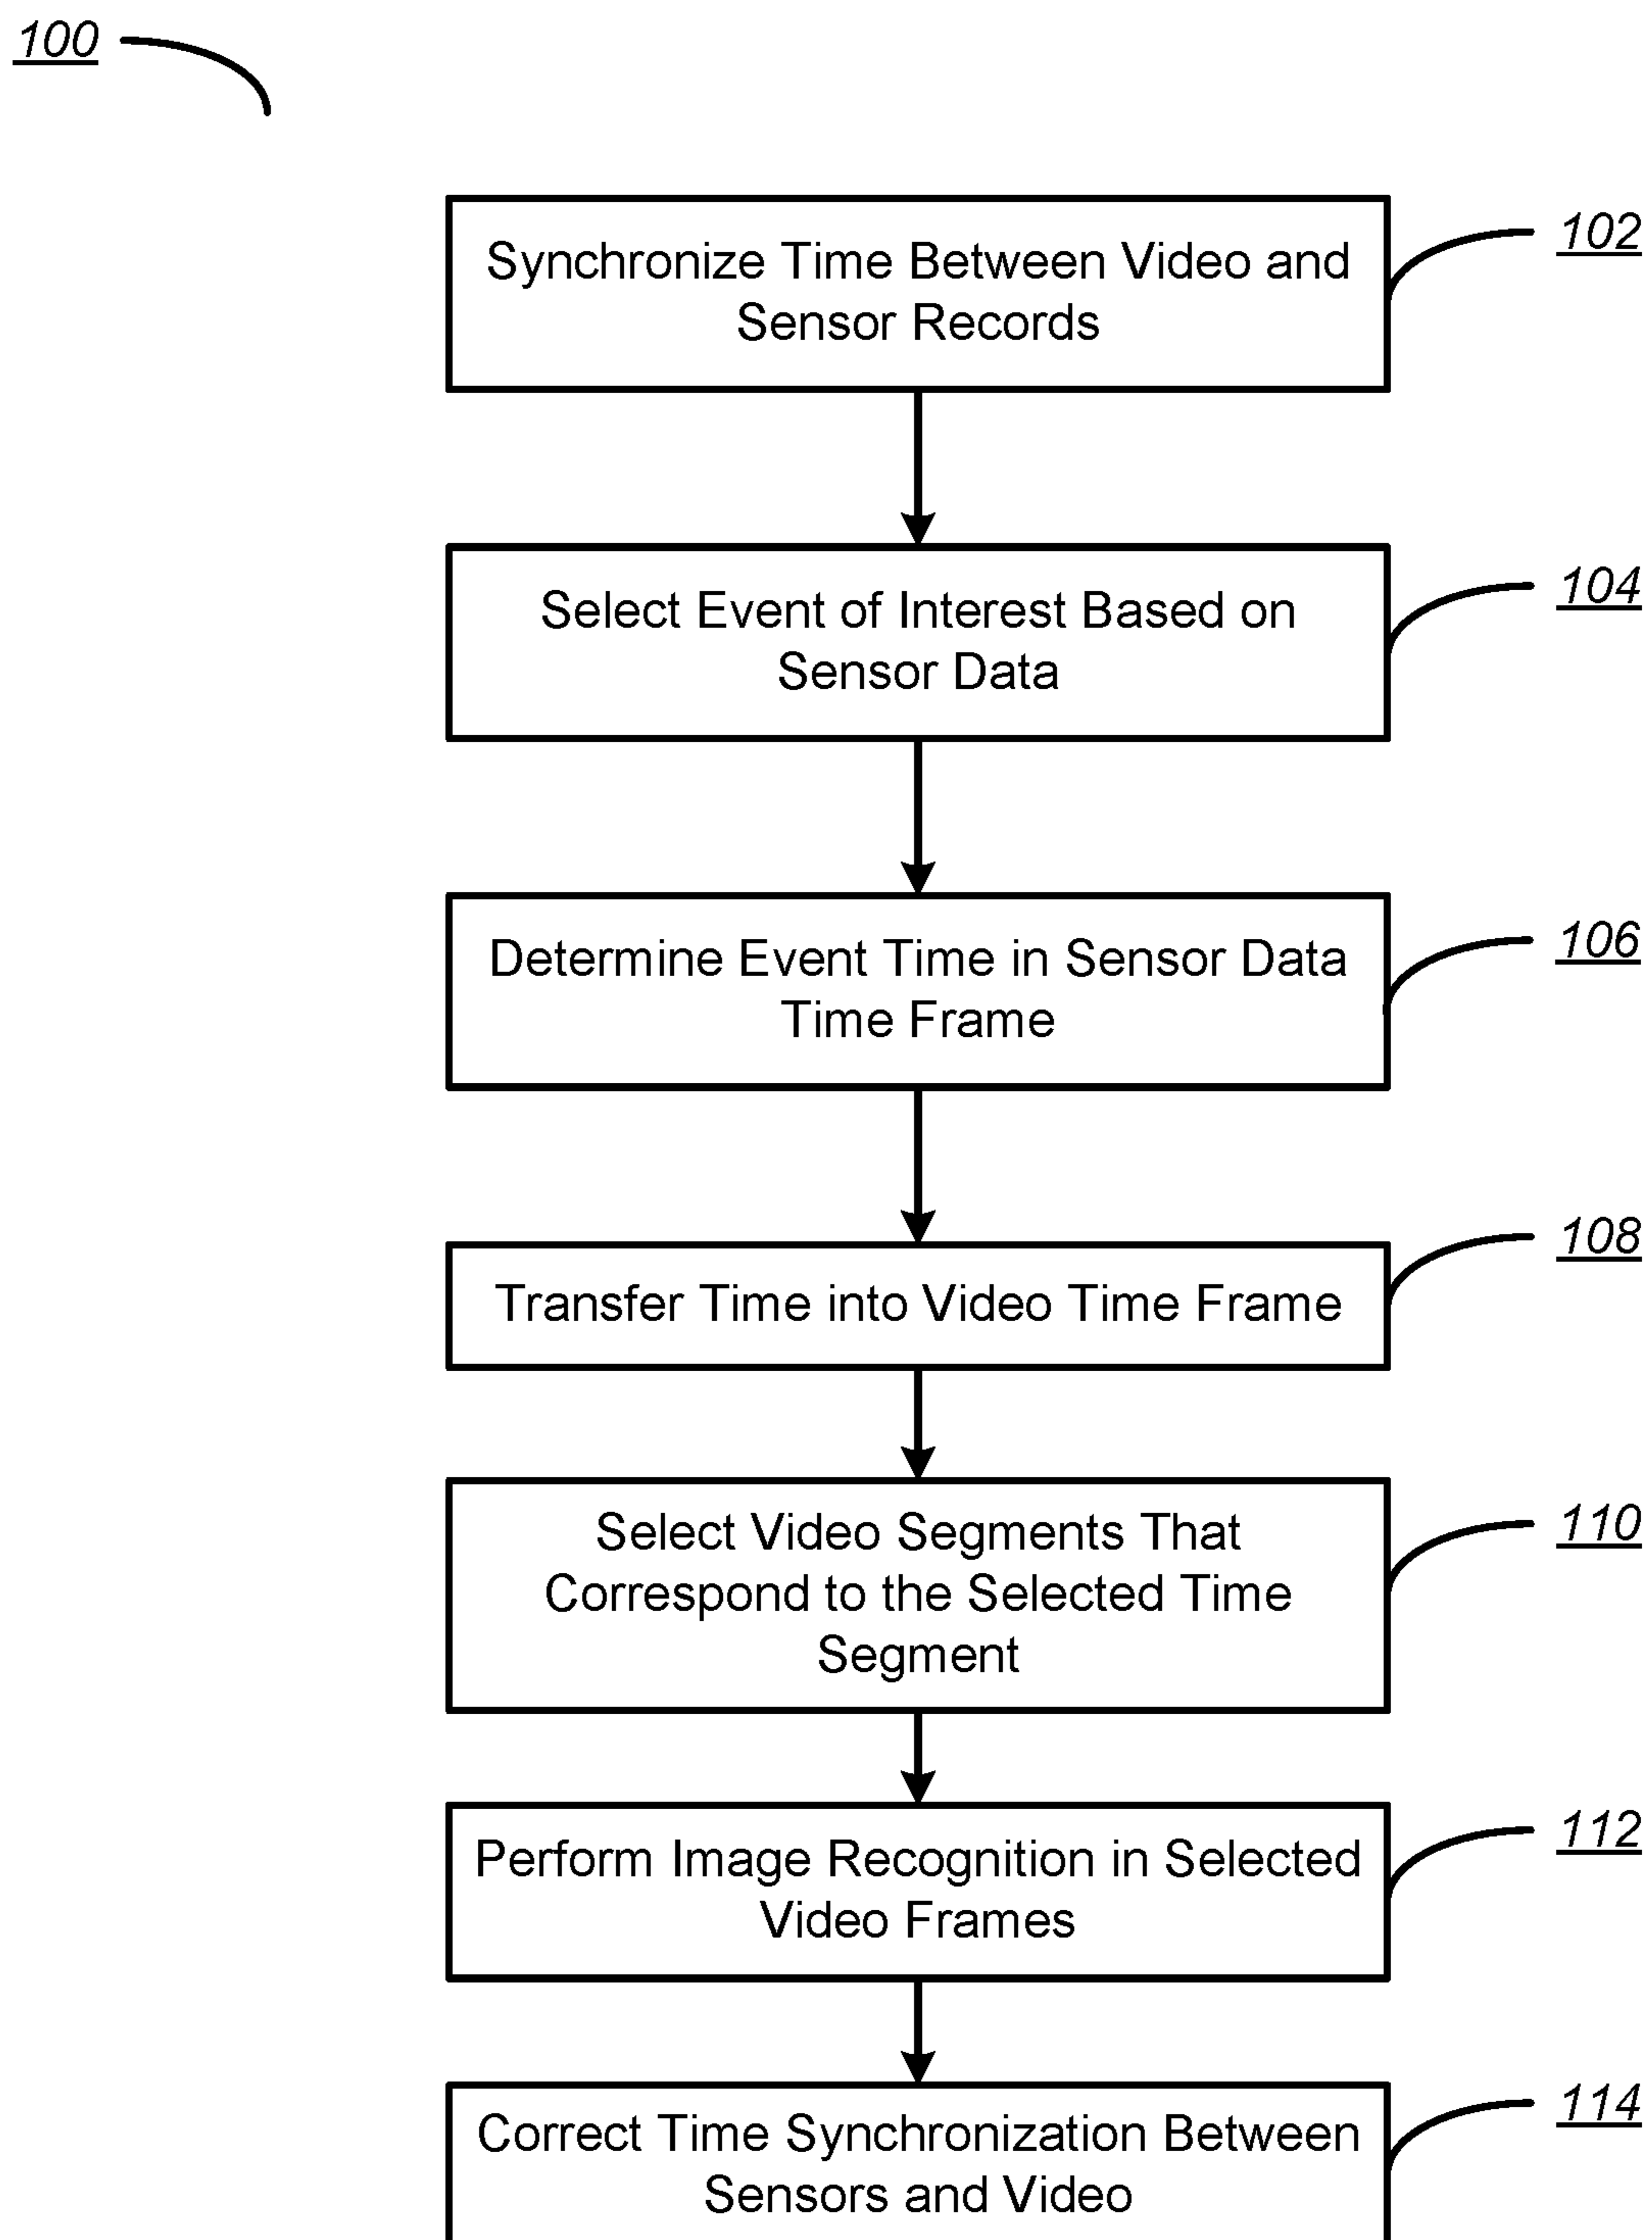 100
Synchronize Time Between Video and
Sensor Records
102
Select Event of Interest Based on
Sensor Data
104
Determine Event Time in Sensor Data
Time Frame
106
Transfer Time into Video Time Frame
108
Select Video Segments That
Correspond to the Selected Time
Segment
110
Perform Image Recognition in Selected
Video Frames
112
Correct Time Synchronization Between
Sensors and Video
114